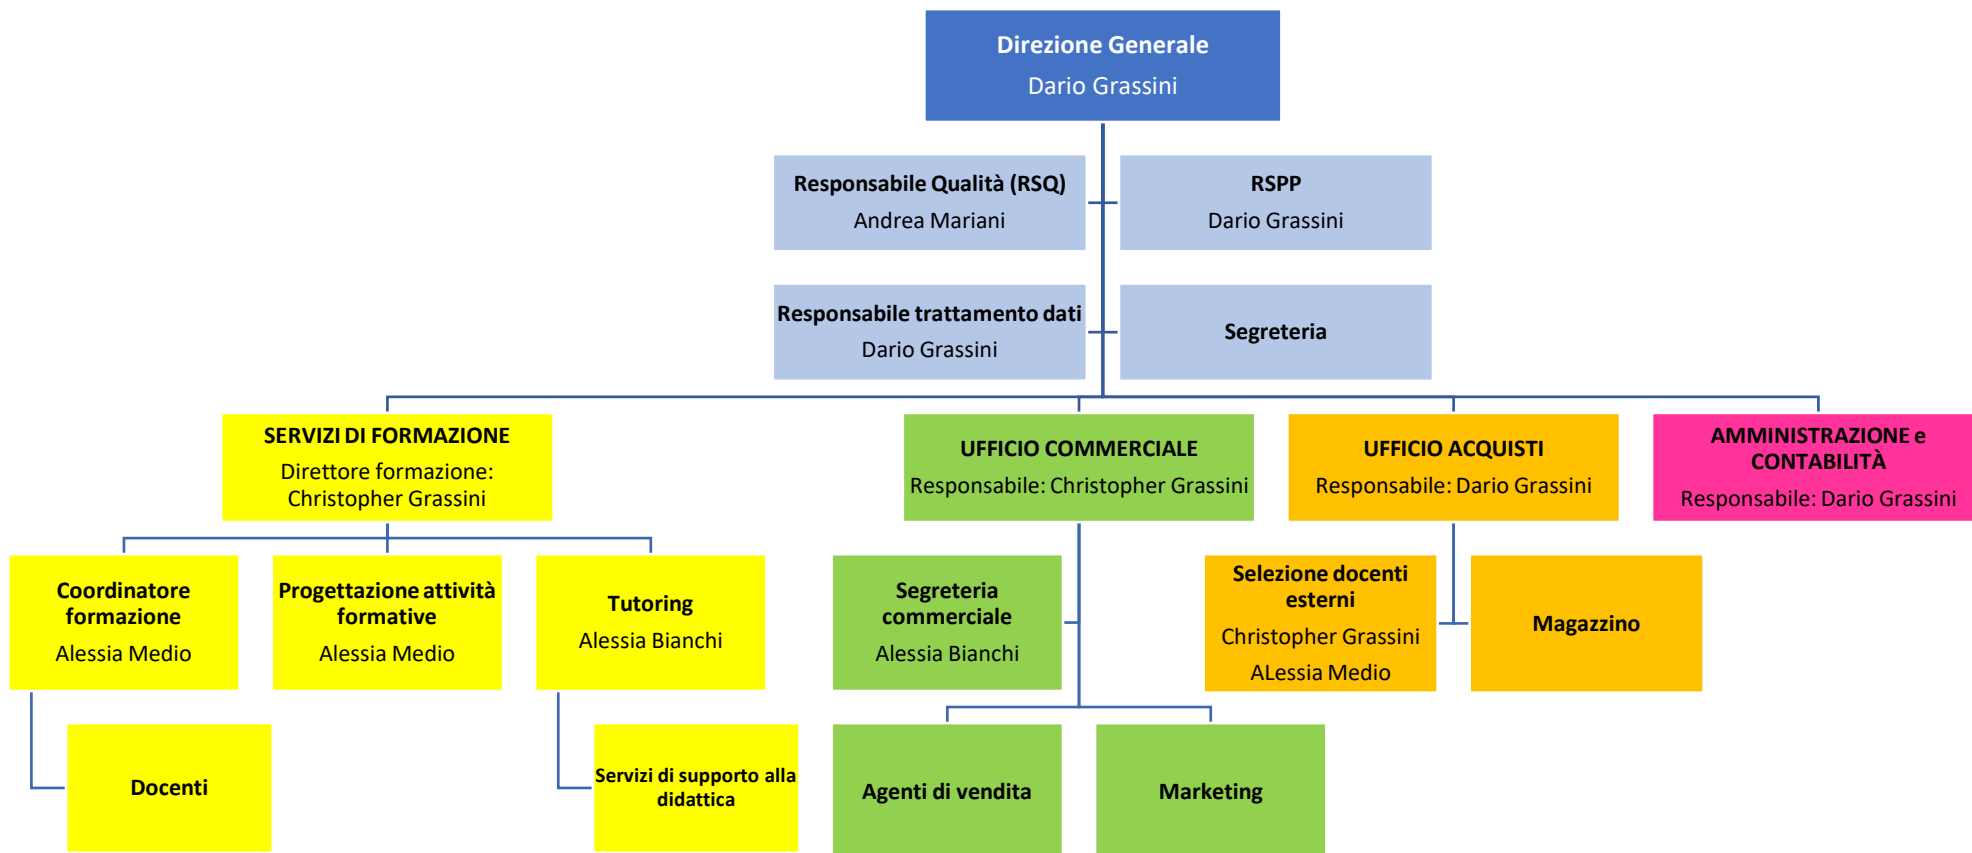 Direzione Generale
Dario Grassini
Responsabile Qualità (RSQ)
Andrea Mariani
RSPP
Dario Grassini
Responsabile trattamento dati
Dario Grassini
Segreteria
SERVIZI DI FORMAZIONE
Direttore formazione:
Christopher Grassini
UFFICIO COMMERCIALE
Responsabile: Christopher Grassini
UFFICIO ACQUISTI
Responsabile: Dario Grassini
AMMINISTRAZIONE e
CONTABILITÀ
Responsabile: Dario Grassini
Coordinatore
formazione
Alessia Medio
Progettazione attività
formative
Alessia Medio
Tutoring
Alessia Bianchi
Segreteria
commerciale
Alessia Bianchi
Selezione docenti
esterni
Christopher Grassini
ALessia Medio
Magazzino
Docenti
Servizi di supporto alla
didattica
Agenti di vendita
Marketing